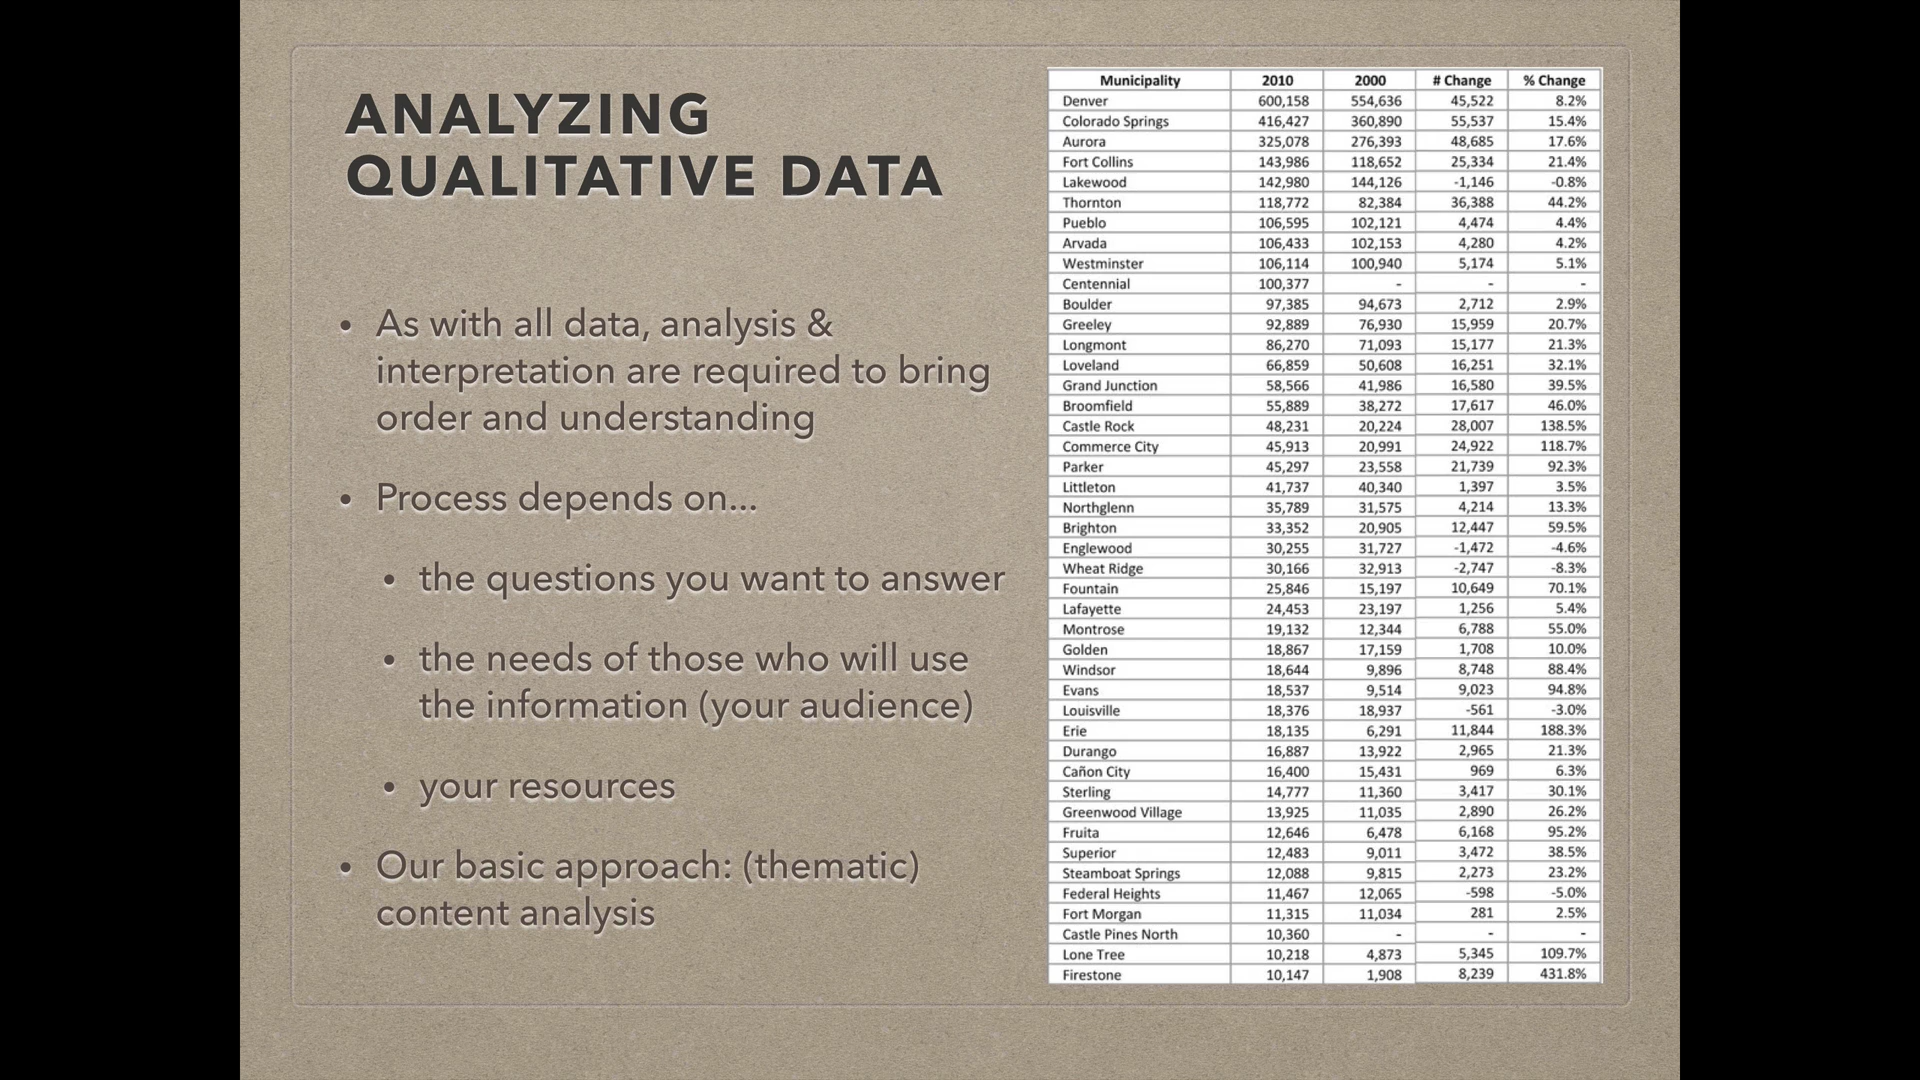 ANALYZING
QUALITATIVE DATA
• As with all data, analysis &
interpretation are required to bring
order and understanding
• Process depends on...
• the questions you want to answer
• the needs of those who will use
the information (your audience)
• your resources
• Our basic approach: (thematic)
content analysis
Municipality 2010 2000 # Change % Change
Denver 600,158 554,636 45,522 8.2%
Colorado Springs 416,427 360,890 55,537 15.4%
Aurora 325,078 276,393 48,685 17.6%
Fort Collins 143,986 118,652 25,334 21.4%
Lakewood 142,980 144,126 -1,146 -0.8%
Thornton 118,772 82,384 36,388 44.2%
Pueblo 106,595 102,121 4,474 4.4%
Arvada 106,433 102,153 4,280 4.2%
Westminster 106,114 100,940 5,174 5.1%
Centennial 100,377 - - -
Boulder 97,385 94,673 2,712 2.9%
Greeley 92,889 76,930 15,959 20.7%
Longmont 86,270 71,093 15,177 21.3%
Loveland 66,859 50,608 16,251 32.1%
Grand Junction 58,566 41,986 16,580 39.5%
Broomfield 55,889 38,272 17,617 46.0%
Castle Rock 48,231 20,224 28,007 138.5%
Commerce City 45,913 20,991 24,922 118.7%
Parker 45,297 23,558 21,739 92.3%
Littleton 41,737 40,340 1,397 3.5%
Northglenn 35,789 31,575 4,214 13.3%
Brighton 33,352 20,905 12,447 59.5%
Englewood 30,255 31,727 -1,472 -4.6%
Wheat Ridge 30,166 32,913 -2,747 -8.3%
Fountain 25,846 15,197 10,649 70.1%
Lafayette 24,453 23,197 1,256 5.4%
Montrose 19,132 12,344 6,788 55.0%
Golden 18,867 17,159 1,708 10.0%
Windsor 18,644 9,896 8,748 88.4%
Evans 18,537 9,514 9,023 94.8%
Louisville 18,376 18,937 -561 -3.0%
Erie 18,135 6,291 11,844 188.3%
Durango 16,887 13,922 2,965 21.3%
Cañon City 16,400 15,431 969 6.3%
Sterling 14,777 11,360 3,417 30.1%
Greenwood Village 13,925 11,035 2,890 26.2%
Fruita 12,646 6,478 6,168 95.2%
Superior 12,483 9,011 3,472 38.5%
Steamboat Springs 12,088 9,815 2,273 23.2%
Federal Heights 11,467 12,065 -598 -5.0%
Fort Morgan 11,315 11,034 281 2.5%
Castle Pines North 10,360 - - -
Lone Tree 10,218 4,873 5,345 109.7%
Firestone 10,147 1,908 8,239 431.8%